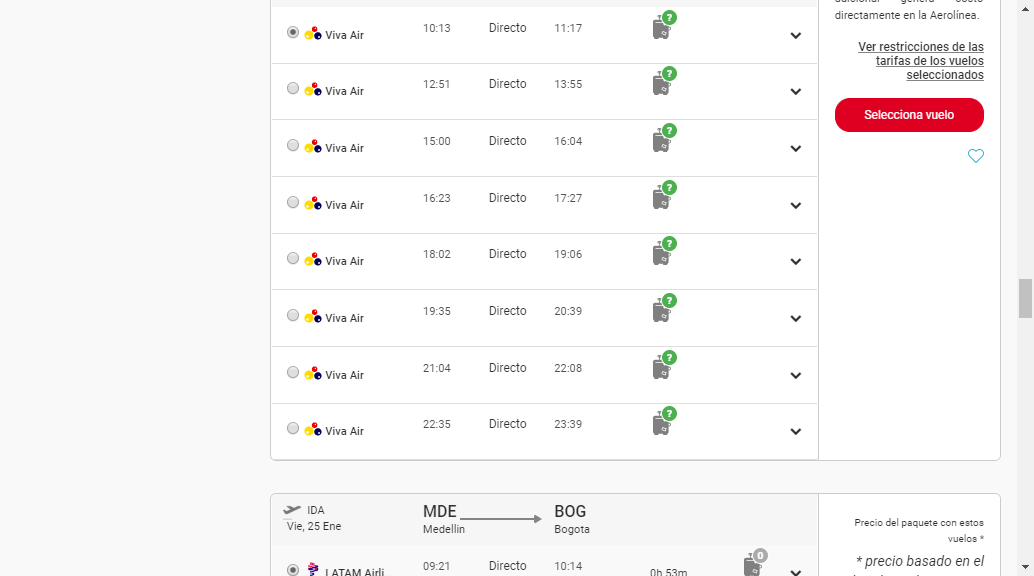 adicional genera costo
directamente en la Aerolínea.
Viva Air 10:13 Directo 11:17 ?
Ver restricciones de las
tarifas de los vuelos
seleccionados
Viva Air 12:51 Directo 13:55 ?
Selecciona vuelo
Viva Air 15:00 Directo 16:04 ?
Viva Air 16:23 Directo 17:27 ?
Viva Air 18:02 Directo 19:06 ?
Viva Air 19:35 Directo 20:39 ?
Viva Air 21:04 Directo 22:08 ?
Viva Air 22:35 Directo 23:39 ?
IDA MDE BOG
Vie, 25 Ene Medellin Bogota
Precio del paquete con estos
vuelos *
* precio basado en el
LATAM Airli 09:21 Directo 10:14 0h 53m 0